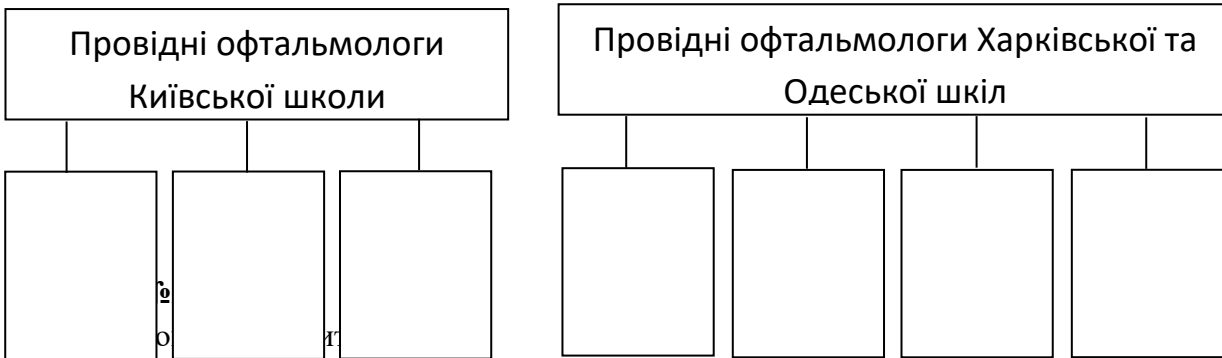 Провідні офтальмологи
Київської школи
Провідні офтальмологи Харківської та
Одеської шкіл